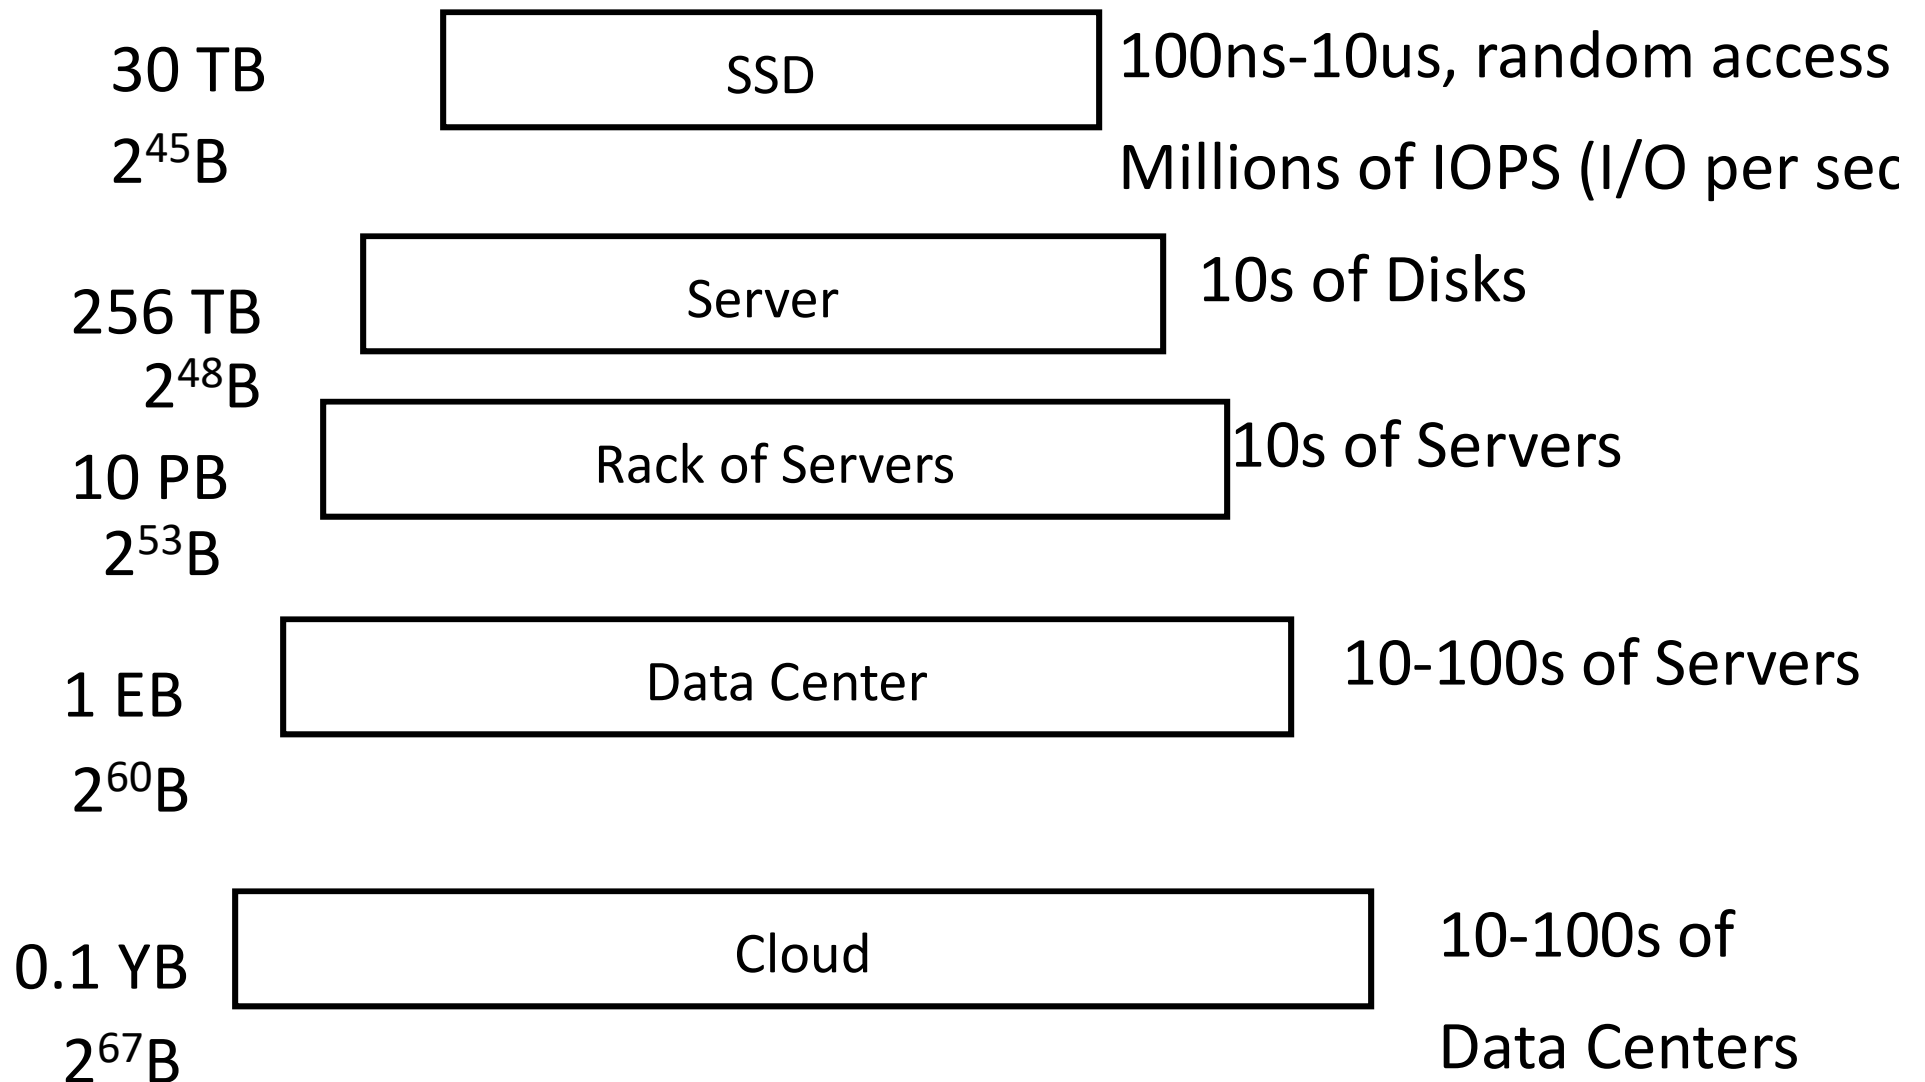 30 TB
SSD
100ns-10us, random access
2⁴⁵B
Millions of IOPS (I/O per sec
256 TB
Server
10s of Disks
2⁴⁸B
10 PB
Rack of Servers
10s of Servers
2⁵³B
1 EB
Data Center
10-100s of Servers
2⁶⁰B
0.1 YB
Cloud
10-100s of
Data Centers
2⁶⁷B